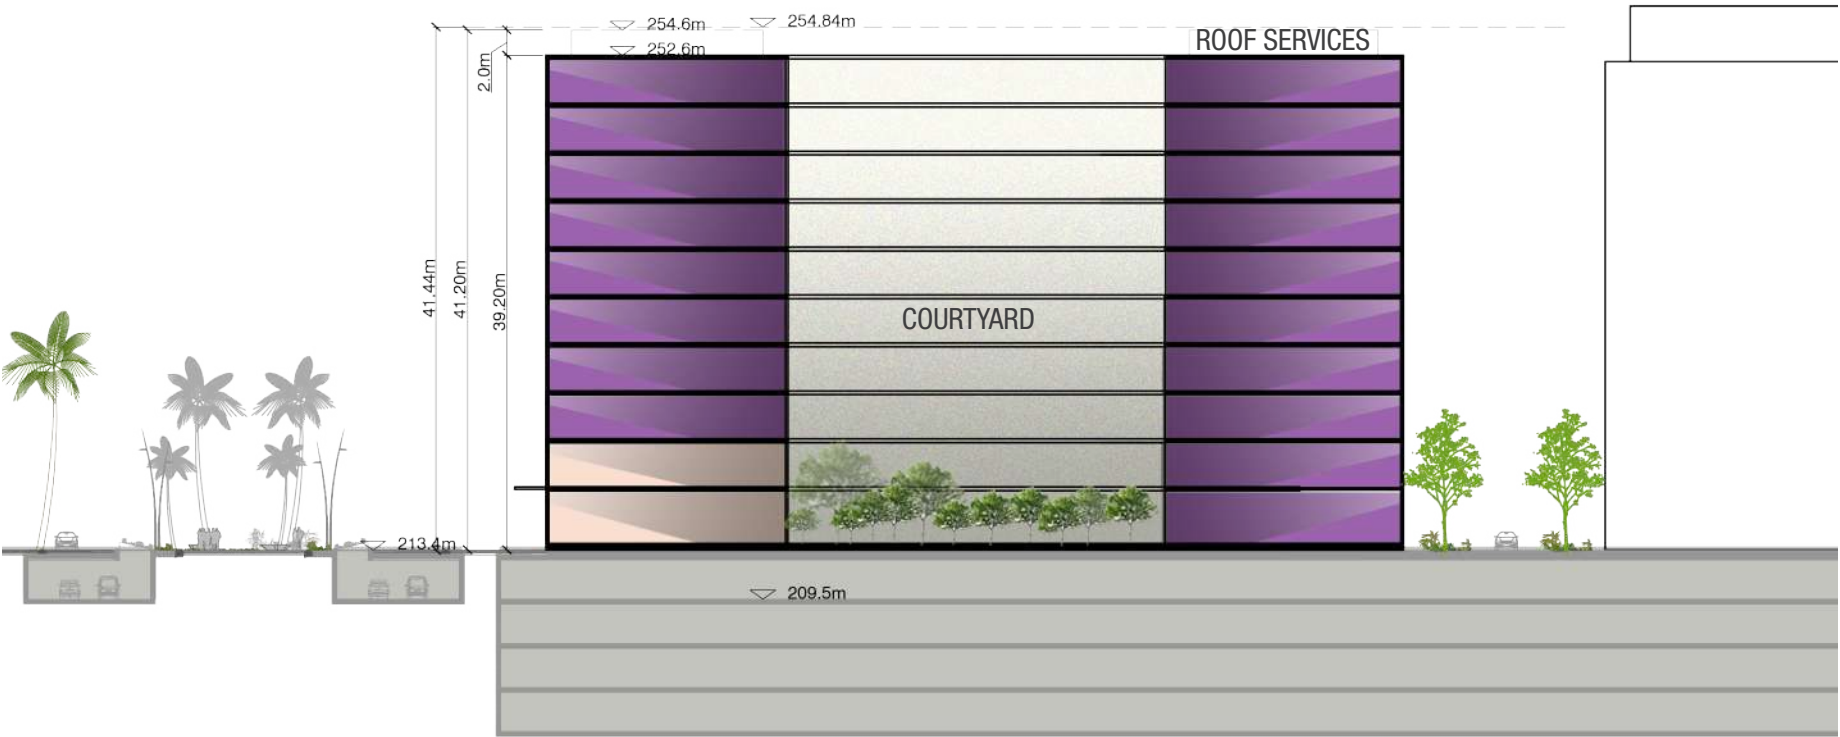 254.6m
254.84m
252.6m
ROOF SERVICES
2.0m
41.44m
41.20m
39.20m
COURTYARD
213.4m
209.5m